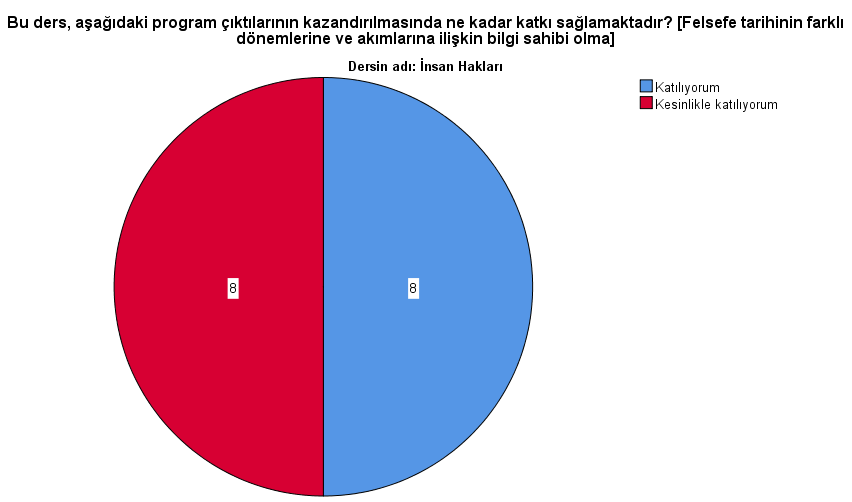 Bu ders, aşağıdaki program çıktılarının kazandırılmasında ne kadar katkı sağlamaktadır? [Felsefe tarihinin farklı
dönemlerine ve akımlarına ilişkin bilgi sahibi olma]
Dersin adı: İnsan Hakları
Katılıyorum
Kesinlikle katılıyorum
8
8